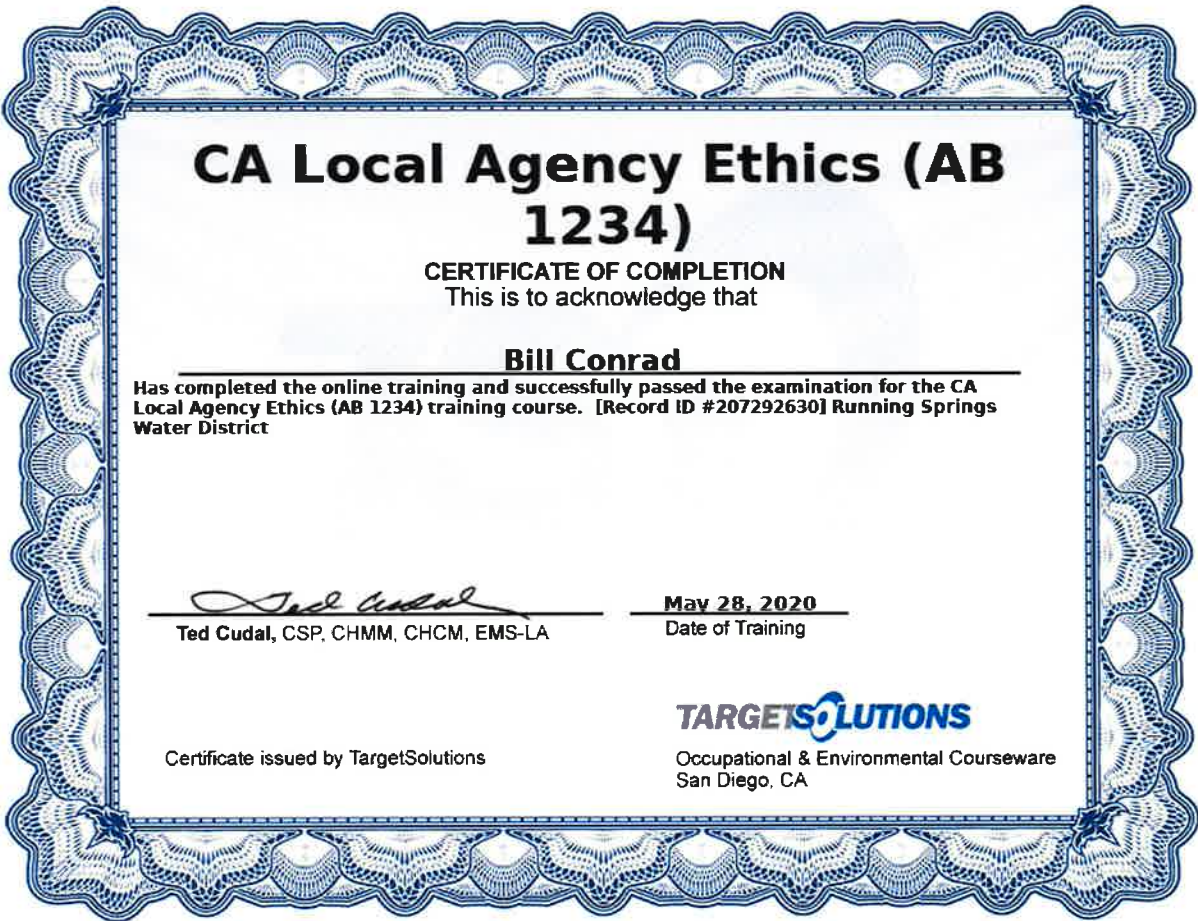 CA Local Agency Ethics (AB
1234)
CERTIFICATE OF COMPLETION
This is to acknowledge that
Bill Conrad
Has completed the online training and successfully passed the examination for the CA
Local Agency Ethics (AB 1234) training course. [Record ID #207292630] Running Springs
Water District
Ted Cudal
May 28, 2020
Ted Cudal, CSP, CHMM, CHCM, EMS-LA
Date of Training
TARGETSOLUTIONS
Certificate issued by TargetSolutions
Occupational & Environmental Courseware
San Diego, CA